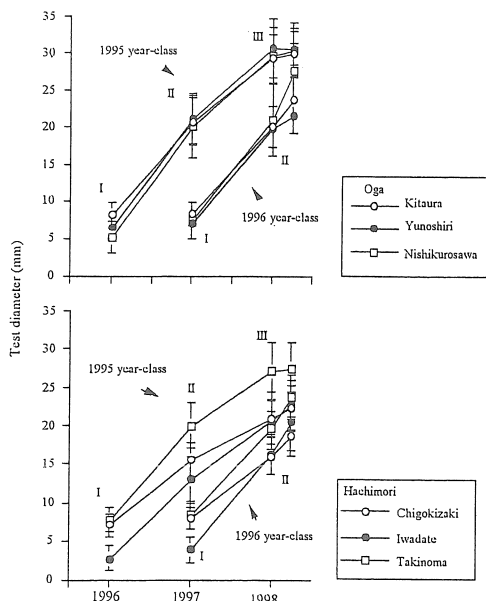 Test diameter (mm)
35
30
25
20
15
10
5
0
1995 year-class
I
II
III
I
II
1996 year-class
Oga
Kitaura
Yunoshiri
Nishikurosawa
35
30
25
20
15
10
5
0
1995 year-class
I
II
III
I
II
1996 year-class
1996
1997
1998
Hachimori
Chigokizaki
Iwadate
Takinoma